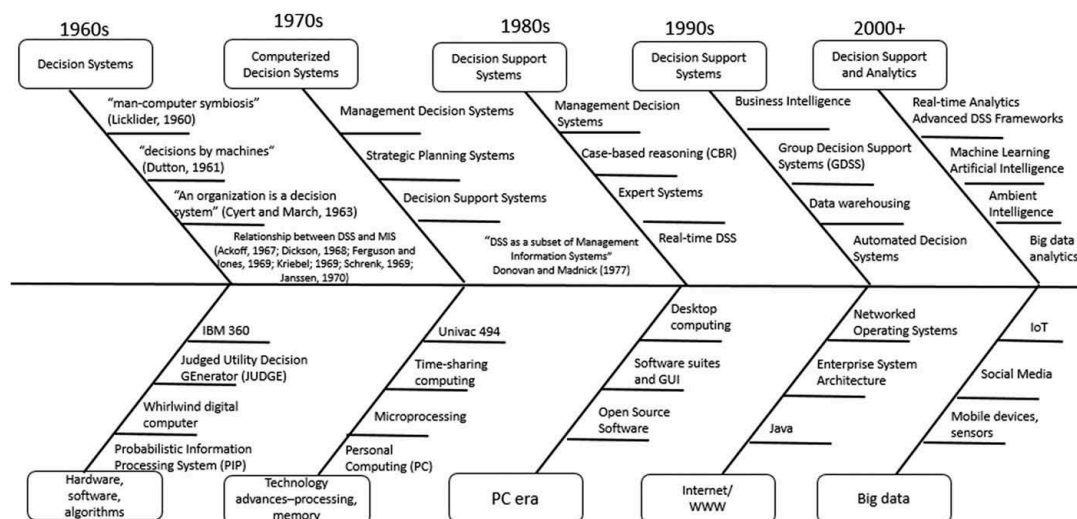 1960s
Decision Systems
"man-computer symbiosis"
(Licklider, 1960)
"decisions by machines"
(Dutton, 1961)
"An organization is a decision
system" (Cyert and March, 1963)
Relationship between DSS and MIS
(Ackoff, 1967; Dickson, 1968; Ferguson and
Jones, 1969; Kriebel; 1969; Schrenk, 1969;
Janssen, 1970)
1970s
Computerized
Decision Systems
Management Decision Systems
Strategic Planning Systems
Decision Support Systems
"DSS as a subset of Management
Information Systems"
Donovan and Madnick (1977)
1980s
Decision Support
Systems
Management Decision
Systems
Case-based reasoning (CBR)
Expert Systems
Real-time DSS
1990s
Decision Support
Systems
Business Intelligence
Group Decision Support
Systems (GDSS)
Data warehousing
Automated Decision
Systems
2000+
Decision Support
and Analytics
Real-time Analytics
Advanced DSS Frameworks
Machine Learning
Artificial Intelligence
Ambient
Intelligence
Big data
analytics
IBM 360
Judged Utility Decision
GEnerator (JUDGE)
Whirlwind digital
computer
Probabilistic Information
Processing System (PIP)
Hardware,
software,
algorithms
Univac 494
Time-sharing
computing
Microprocessing
Personal
Computing (PC)
Technology
advances–processing,
memory
Desktop
computing
Software suites
and GUI
Open Source
Software
PC era
Networked
Operating Systems
Enterprise System
Architecture
Java
Internet/
WWW
IoT
Social Media
Mobile devices,
sensors
Big data